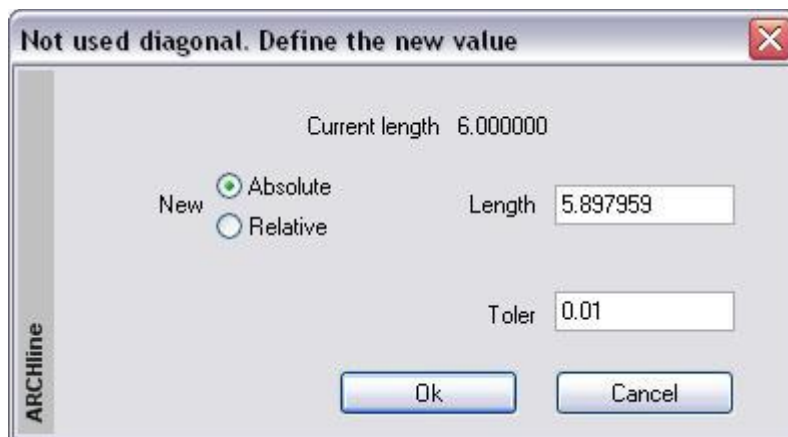 Not used diagonal. Define the new value
Current length 6.000000
New
Absolute
Relative
Length 5.897959
Toler 0.01
Ok Cancel
ARCHline